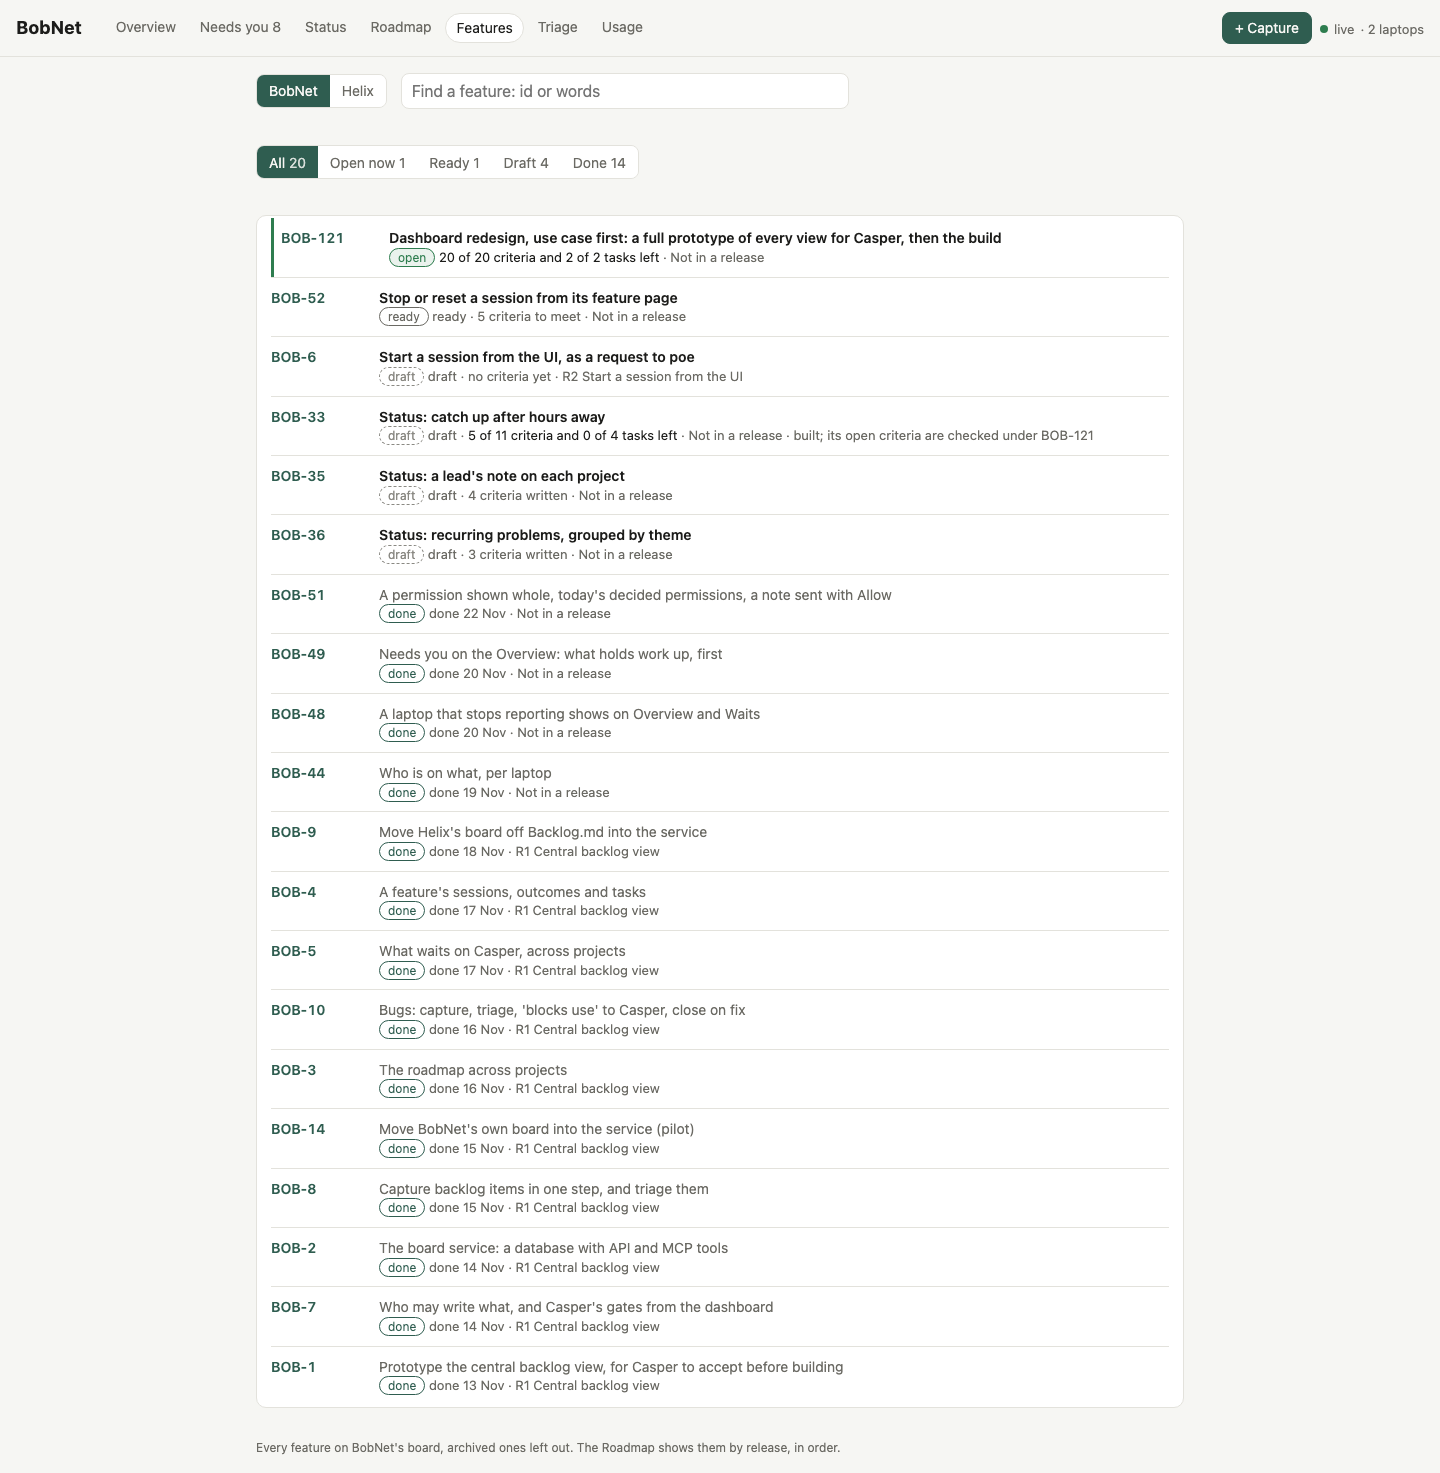 BobNet Overview Needs you 8 Status Roadmap Features Triage Usage + Capture live · 2 laptops
BobNet Helix Find a feature: id or words
All 20 Open now 1 Ready 1 Draft 4 Done 14
BOB-121 Dashboard redesign, use case first: a full prototype of every view for Casper, then the build
open 20 of 20 criteria and 2 of 2 tasks left · Not in a release
BOB-52 Stop or reset a session from its feature page
ready ready · 5 criteria to meet · Not in a release
BOB-6 Start a session from the UI, as a request to poe
draft draft · no criteria yet · R2 Start a session from the UI
BOB-33 Status: catch up after hours away
draft draft · 5 of 11 criteria and 0 of 4 tasks left · Not in a release · built; its open criteria are checked under BOB-121
BOB-35 Status: a lead's note on each project
draft draft · 4 criteria written · Not in a release
BOB-36 Status: recurring problems, grouped by theme
draft draft · 3 criteria written · Not in a release
BOB-51 A permission shown whole, today's decided permissions, a note sent with Allow
done done 22 Nov · Not in a release
BOB-49 Needs you on the Overview: what holds work up, first
done done 20 Nov · Not in a release
BOB-48 A laptop that stops reporting shows on Overview and Waits
done done 20 Nov · Not in a release
BOB-44 Who is on what, per laptop
done done 19 Nov · Not in a release
BOB-9 Move Helix's board off Backlog.md into the service
done done 18 Nov · R1 Central backlog view
BOB-4 A feature's sessions, outcomes and tasks
done done 17 Nov · R1 Central backlog view
BOB-5 What waits on Casper, across projects
done done 17 Nov · R1 Central backlog view
BOB-10 Bugs: capture, triage, 'blocks use' to Casper, close on fix
done done 16 Nov · R1 Central backlog view
BOB-3 The roadmap across projects
done done 16 Nov · R1 Central backlog view
BOB-14 Move BobNet's own board into the service (pilot)
done done 15 Nov · R1 Central backlog view
BOB-8 Capture backlog items in one step, and triage them
done done 15 Nov · R1 Central backlog view
BOB-2 The board service: a database with API and MCP tools
done done 14 Nov · R1 Central backlog view
BOB-7 Who may write what, and Casper's gates from the dashboard
done done 14 Nov · R1 Central backlog view
BOB-1 Prototype the central backlog view, for Casper to accept before building
done done 13 Nov · R1 Central backlog view
Every feature on BobNet's board, archived ones left out. The Roadmap shows them by release, in order.